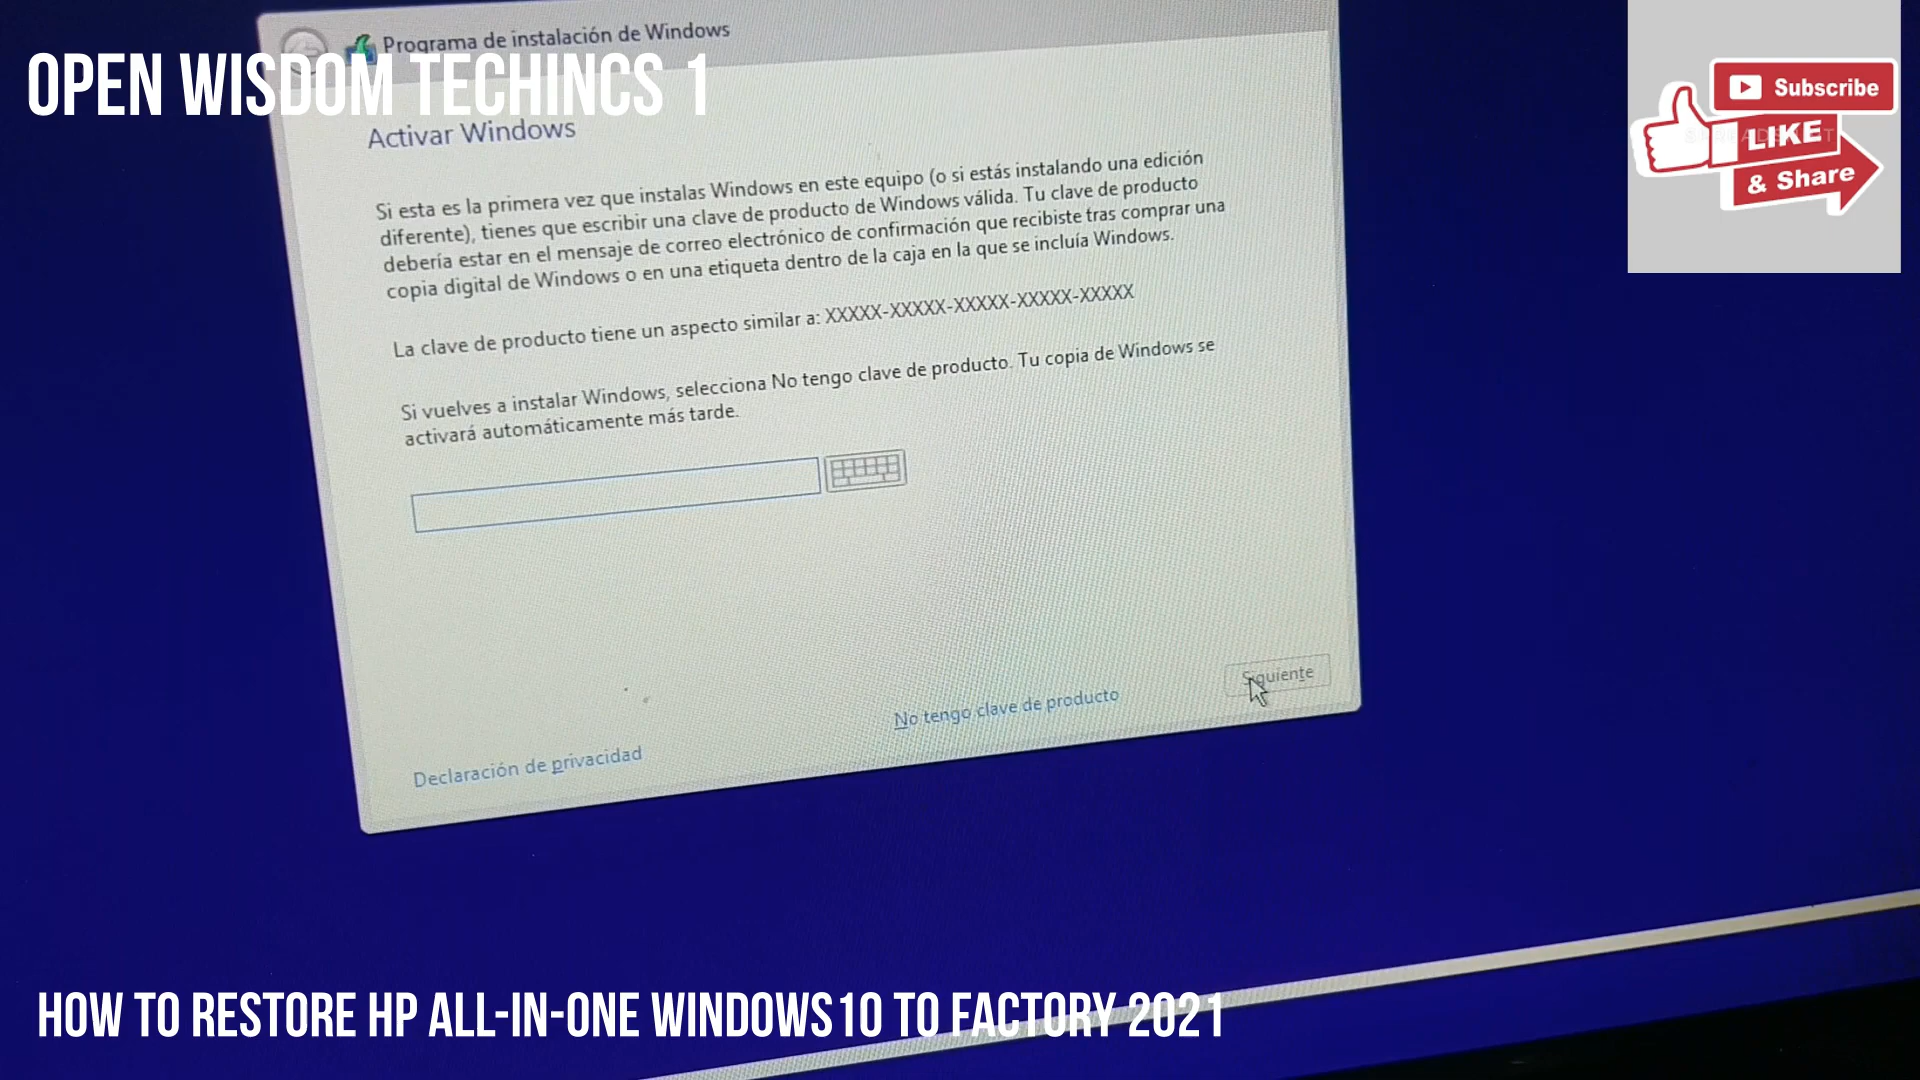 Programa de instalación de Windows
OPEN WISDOM TECHINCS 1
Subscribe
LIKE
& Share
Activar Windows
Si esta es la primera vez que instalas Windows en este equipo (o si estás instalando una edición
diferente), tienes que escribir una clave de producto de Windows válida. Tu clave de producto
debería estar en el mensaje de correo electrónico de confirmación que recibiste tras comprar una
copia digital de Windows o en una etiqueta dentro de la caja en la que se incluía Windows.
La clave de producto tiene un aspecto similar a: XXXXX-XXXXX-XXXXX-XXXXX-XXXXX
Si vuelves a instalar Windows, selecciona No tengo clave de producto. Tu copia de Windows se
activará automáticamente más tarde.
Siguiente
No tengo clave de producto
Declaración de privacidad
HOW TO RESTORE HP ALL-IN-ONE WINDOWS10 TO FACTORY 2021